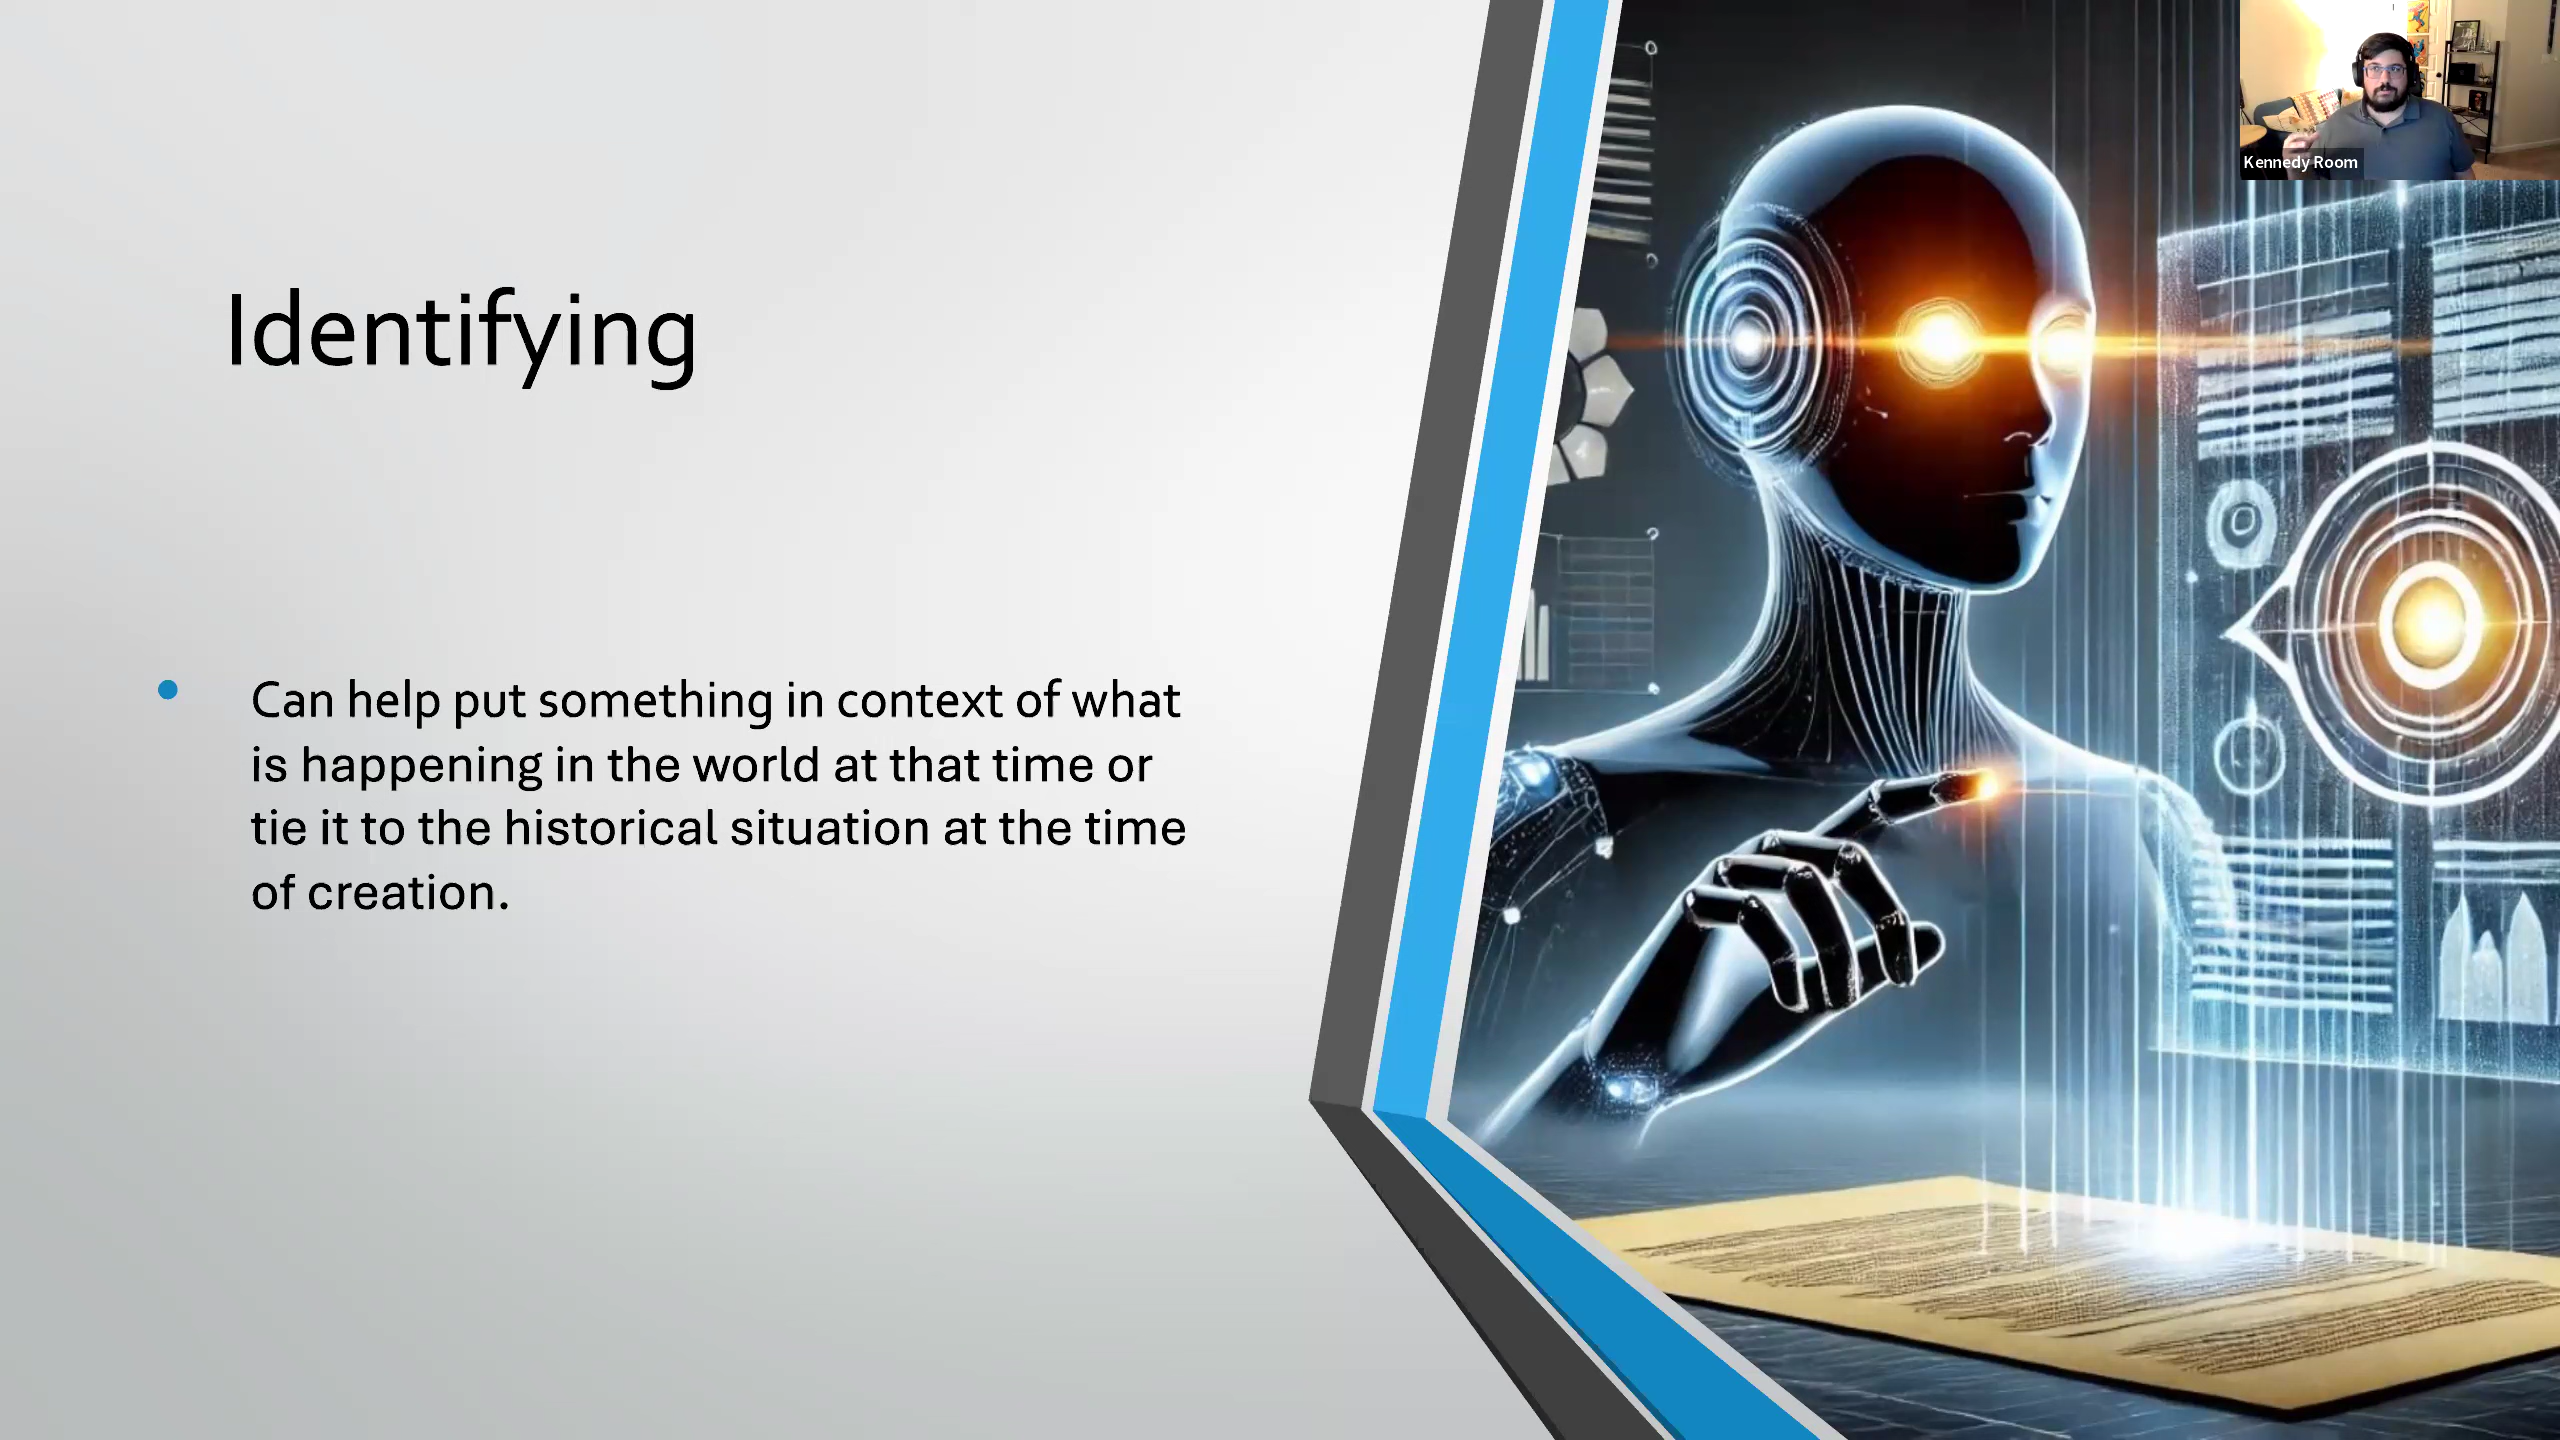 Kennedy Room
Identifying
Can help put something in context of what
is happening in the world at that time or
tie it to the historical situation at the time
of creation.